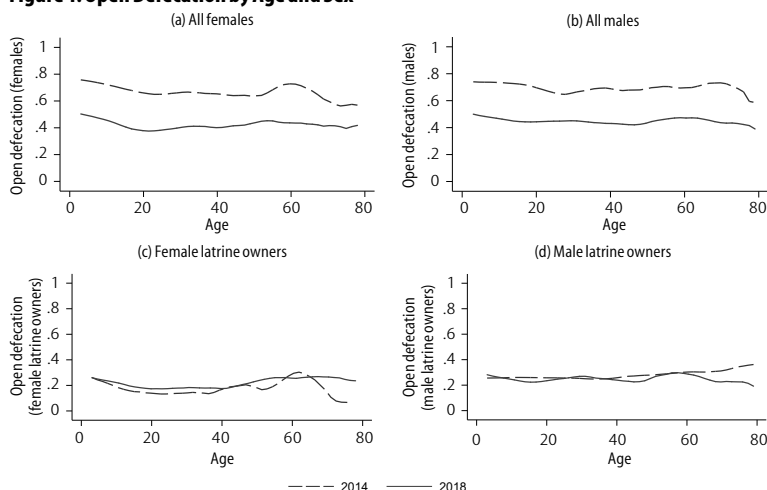 Figure 1: Open Defecation by Age and Sex
(a) All females
Open defecation (females)
1
.8
.6
.4
.2
0
0 20 40 60 80
Age
(b) All males
Open defecation (males)
1
.8
.6
.4
.2
0
0 20 40 60 80
Age
(c) Female latrine owners
Open defecation
(female latrine owners)
1
.8
.6
.4
.2
0
0 20 40 60 80
Age
(d) Male latrine owners
Open defecation
(male latrine owners)
1
.8
.6
.4
.2
0
0 20 40 60 80
Age
2014 2018